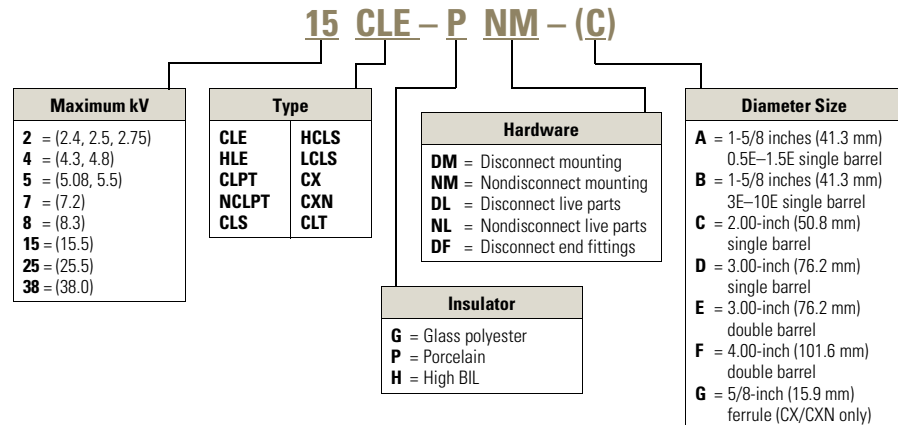 15 CLE – P NM – (C)
Maximum kV
2 = (2.4, 2.5, 2.75)
4 = (4.3, 4.8)
5 = (5.08, 5.5)
7 = (7.2)
8 = (8.3)
15 = (15.5)
25 = (25.5)
38 = (38.0)
Type
CLE HCLS
HLE LCLS
CLPT CX
NCLPT CXN
CLS CLT
Insulator
G = Glass polyester
P = Porcelain
H = High BIL
Hardware
DM = Disconnect mounting
NM = Nondisconnect mounting
DL = Disconnect live parts
NL = Nondisconnect live parts
DF = Disconnect end fittings
Diameter Size
A = 1-5/8 inches (41.3 mm)
0.5E–1.5E single barrel
B = 1-5/8 inches (41.3 mm)
3E–10E single barrel
C = 2.00-inch (50.8 mm)
single barrel
D = 3.00-inch (76.2 mm)
single barrel
E = 3.00-inch (76.2 mm)
double barrel
F = 4.00-inch (101.6 mm)
double barrel
G = 5/8-inch (15.9 mm)
ferrule (CX/CXN only)